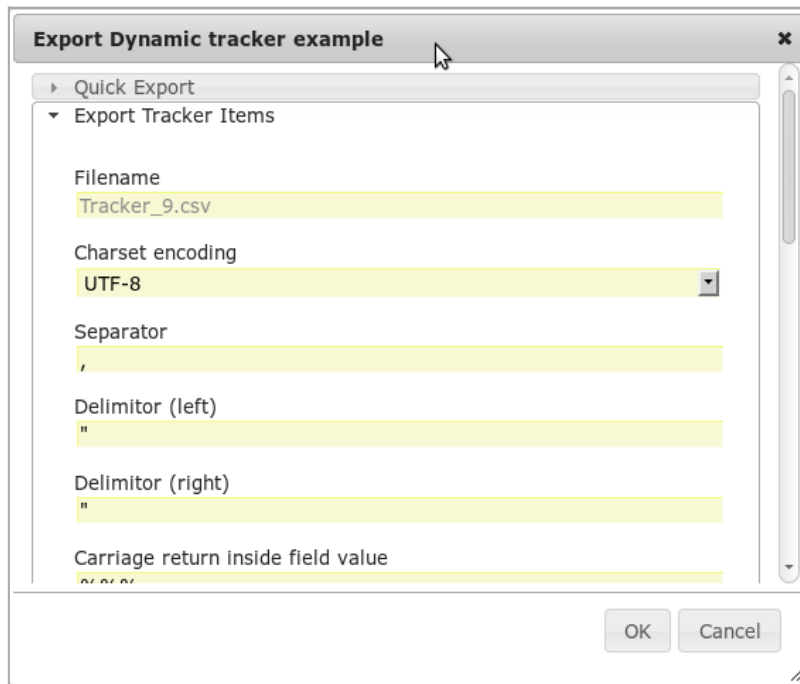 Export Dynamic tracker example
Quick Export
Export Tracker Items
Filename
Tracker_9.csv
Charset encoding
UTF-8
Separator
,
Delimitor (left)
"
Delimitor (right)
"
Carriage return inside field value
%%%
OK Cancel